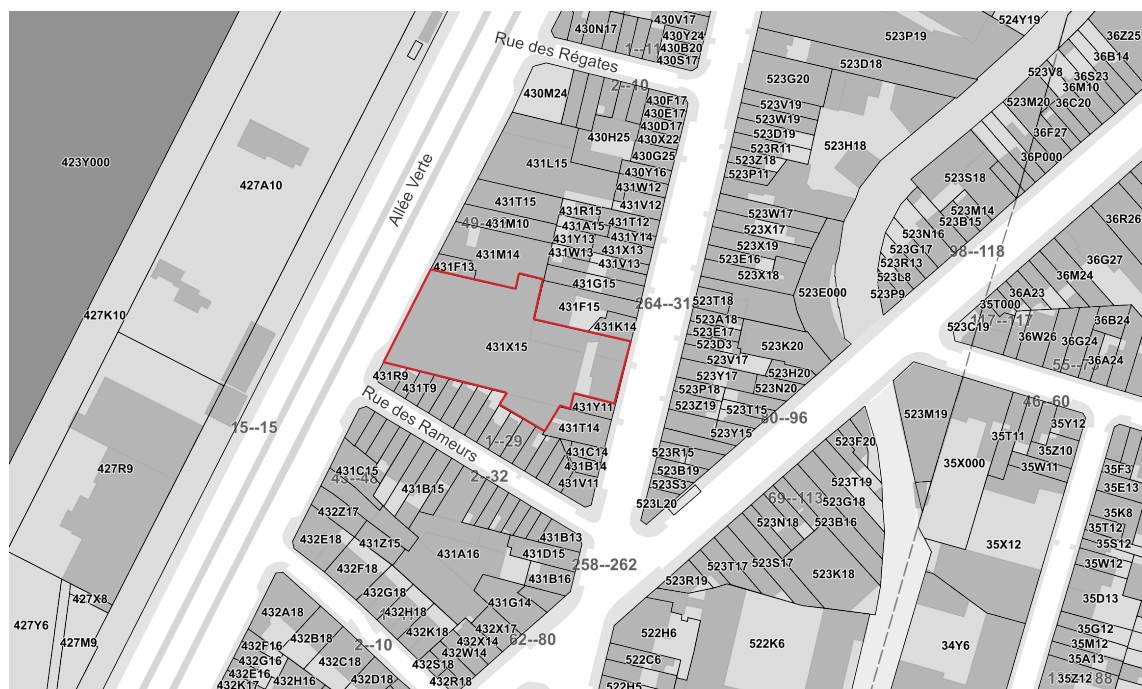 430V17
524Y19
430N17
430Y24
523P19
36Z25
Rue des Régates
430B20
36B14
430S17
523D18
523V8
36S23
523G20
36M10
2--10
430M24
430F17
523V19
523M20
36C20
430E17
523W19
430D17
523D19
36F27
430H25
430X22
523R11
523H18
423Y000
430G25
523Z18
36P000
431L15
430Y16
523P11
523S18
427A10
431W12
Allée Verte
431T15
431R15
431V12
523W17
523M14
36R26
431M10
431A15
431T12
523X17
523B15
523N16
431Y13
431Y14
523X19
523G17
98--118
431M14
431W13
431X13
523E16
523R13
36G27
431F13
431V13
523X18
523L8
36M24
431G15
523E000
523P9
36A23
264--31
523T18
35T000
431F15
427K10
523A18
117--117
36B24
431K14
523E17
523C19
36W26
36G24
431X15
523D3
523K20
36A24
523V17
431R9
523Y17
523H20
431T9
523P18
523N20
46--60
431Y11
523Z19
523T15
523M19
Rue des Rameurs
80--96
35Y12
15--15
431T14
523Y15
35T11
1--29
523F20
35Z10
431C14
523R15
35X000
35W11
427R9
431C15
431B14
523B19
35F3
43--48
2--32
523T19
431B15
431V11
523S3
35E13
69--113
523G18
432Z17
523L20
35K8
523N18
523B16
35T12
432E18
431Z15
431B13
35X12
35S12
431A16
431D15
258--262
35W12
432F18
523T17
523S17
431B16
523R19
523K18
427X8
432G18
35D13
431G14
432A18
432H18
427Y6
432X17
35G12
432K18
522H6
432B18
62--80
427M9
432F16
2--10
432X14
522K6
34Y6
35M12
432G16
432C18
432W14
522C6
35A13
432E16
432S18
432H16
432D18
432R18
35Z12
88
432K17
522H5